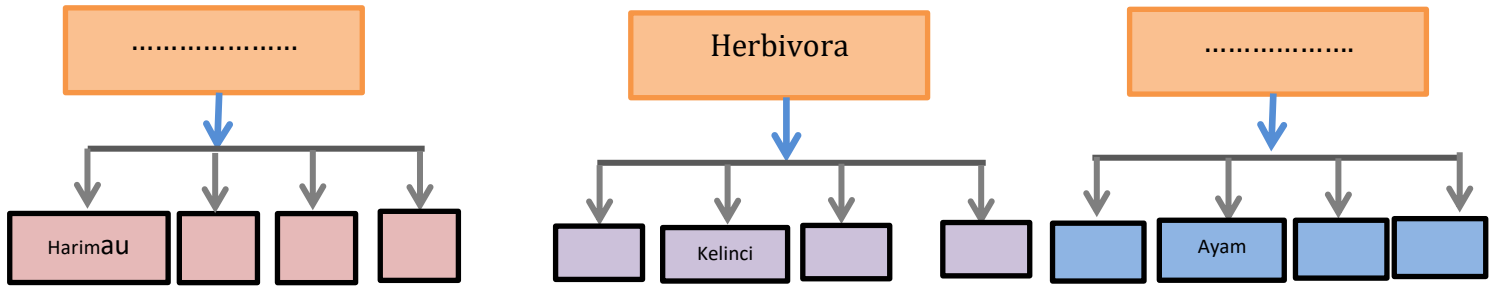 …………………
Herbivora
……………….
Harimau
Kelinci
Ayam